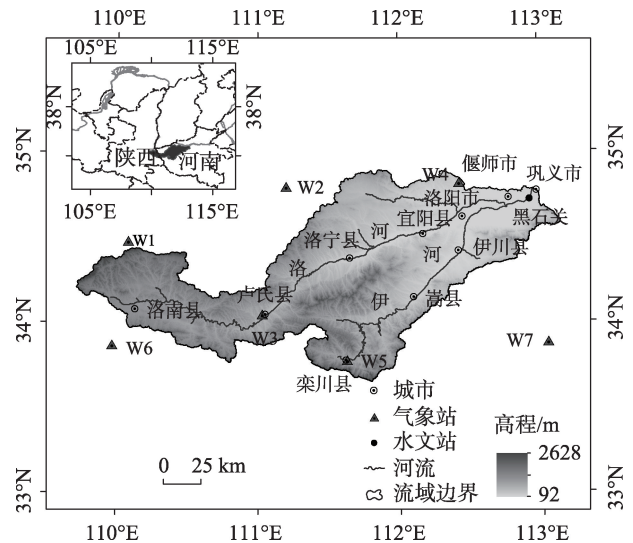 110°E 111°E 112°E 113°E
105°E 115°E
38°N 38°N
陕西 河南
105°E 115°E
35°N 35°N
34°N 34°N
33°N 33°N
W1
W2
W4
偃师市
巩义市
洛阳市
黑石关
宜阳县
洛宁县
河
洛
河
伊川县
伊
嵩县
卢氏县
洛南县
W3
W6
W5
W7
栾川县
城市
气象站
水文站
河流
流域边界
高程/m
2628
92
0 25 km
110°E 111°E 112°E 113°E